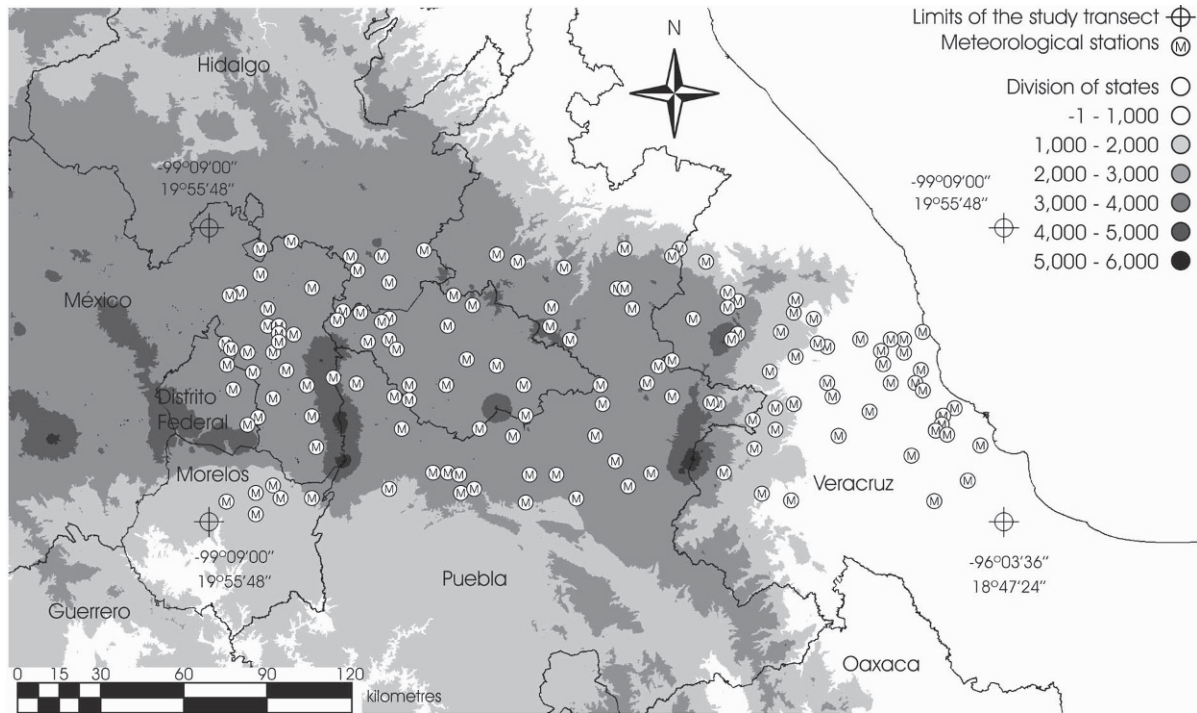 Limits of the study transect
Meteorological stations
Division of states
-1 - 1,000
1,000 - 2,000
2,000 - 3,000
3,000 - 4,000
4,000 - 5,000
5,000 - 6,000
N
Hidalgo
-99°09'00"
19°55'48"
-99°09'00"
19°55'48"
México
Distrito
Federal
Morelos
Veracruz
-99°09'00"
19°55'48"
-96°03'36"
18°47'24"
Puebla
Guerrero
Oaxaca
0 15 30 60 90 120
kilometres
M